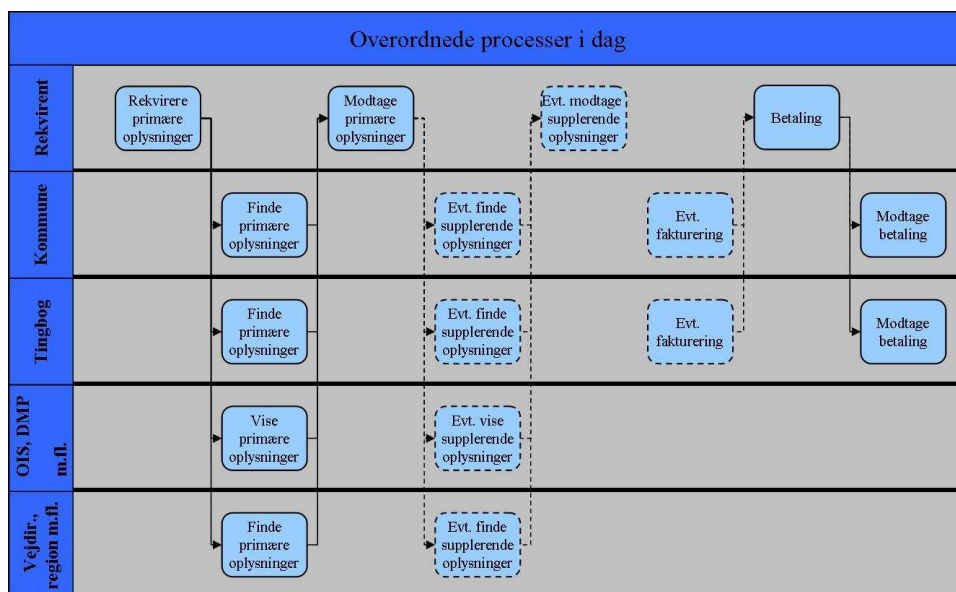 Overordnede processer i dag
Rekvirent
Rekvirere
primære
oplysninger
Modtage
primære
oplysninger
Evt. modtage
supplerende
oplysninger
Betaling
Kommune
Finde
primære
oplysninger
Evt. finde
supplerende
oplysninger
Evt.
fakturering
Modtage
betaling
Tingbog
Finde
primære
oplysninger
Evt. finde
supplerende
oplysninger
Evt.
fakturering
Modtage
betaling
OIS, DMP
m.fl.
Vise
primære
oplysninger
Evt. vise
supplerende
oplysninger
Vejdir.,
region m.fl.
Finde
primære
oplysninger
Evt. finde
supplerende
oplysninger